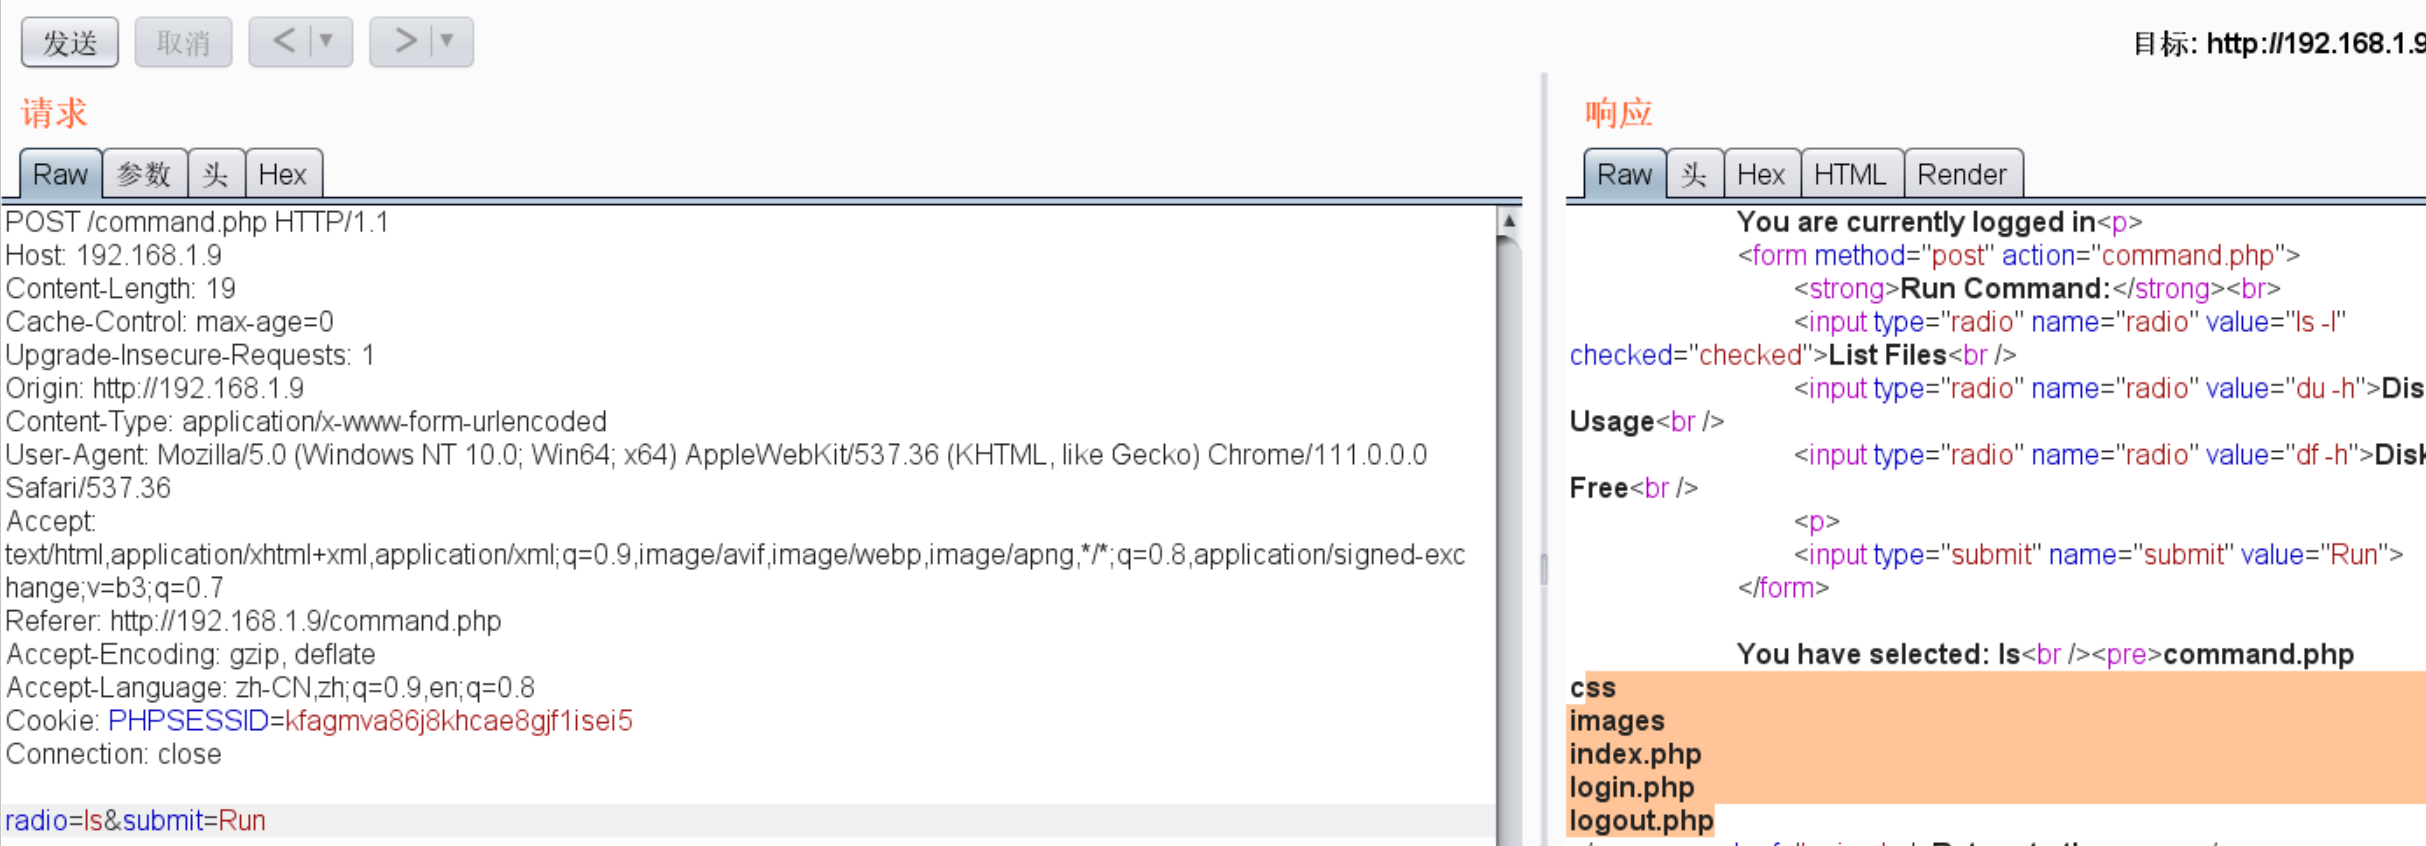 发送 取消 < ▼ > ▼ 目标: http://192.168.1.9
请求
Raw 参数 头 Hex
POST /command.php HTTP/1.1
Host: 192.168.1.9
Content-Length: 19
Cache-Control: max-age=0
Upgrade-Insecure-Requests: 1
Origin: http://192.168.1.9
Content-Type: application/x-www-form-urlencoded
User-Agent: Mozilla/5.0 (Windows NT 10.0; Win64; x64) AppleWebKit/537.36 (KHTML, like Gecko) Chrome/111.0.0.0
Safari/537.36
Accept:
text/html,application/xhtml+xml,application/xml;q=0.9,image/avif,image/webp,image/apng,*/*;q=0.8,application/signed-exc
hange;v=b3;q=0.7
Referer: http://192.168.1.9/command.php
Accept-Encoding: gzip, deflate
Accept-Language: zh-CN,zh;q=0.9,en;q=0.8
Cookie: PHPSESSID=kfagmva86j8khcae8gjf1isei5
Connection: close
radio=ls&submit=Run
响应
Raw 头 Hex HTML Render
You are currently logged in<p>
<form method="post" action="command.php">
<strong>Run Command:</strong><br>
<input type="radio" name="radio" value="ls -l"
checked="checked">List Files<br />
<input type="radio" name="radio" value="du -h">Dis
Usage<br />
<input type="radio" name="radio" value="df -h">Disk
Free<br />
<p>
<input type="submit" name="submit" value="Run">
</form>
You have selected: ls<br /><pre>command.php
css
images
index.php
login.php
logout.php